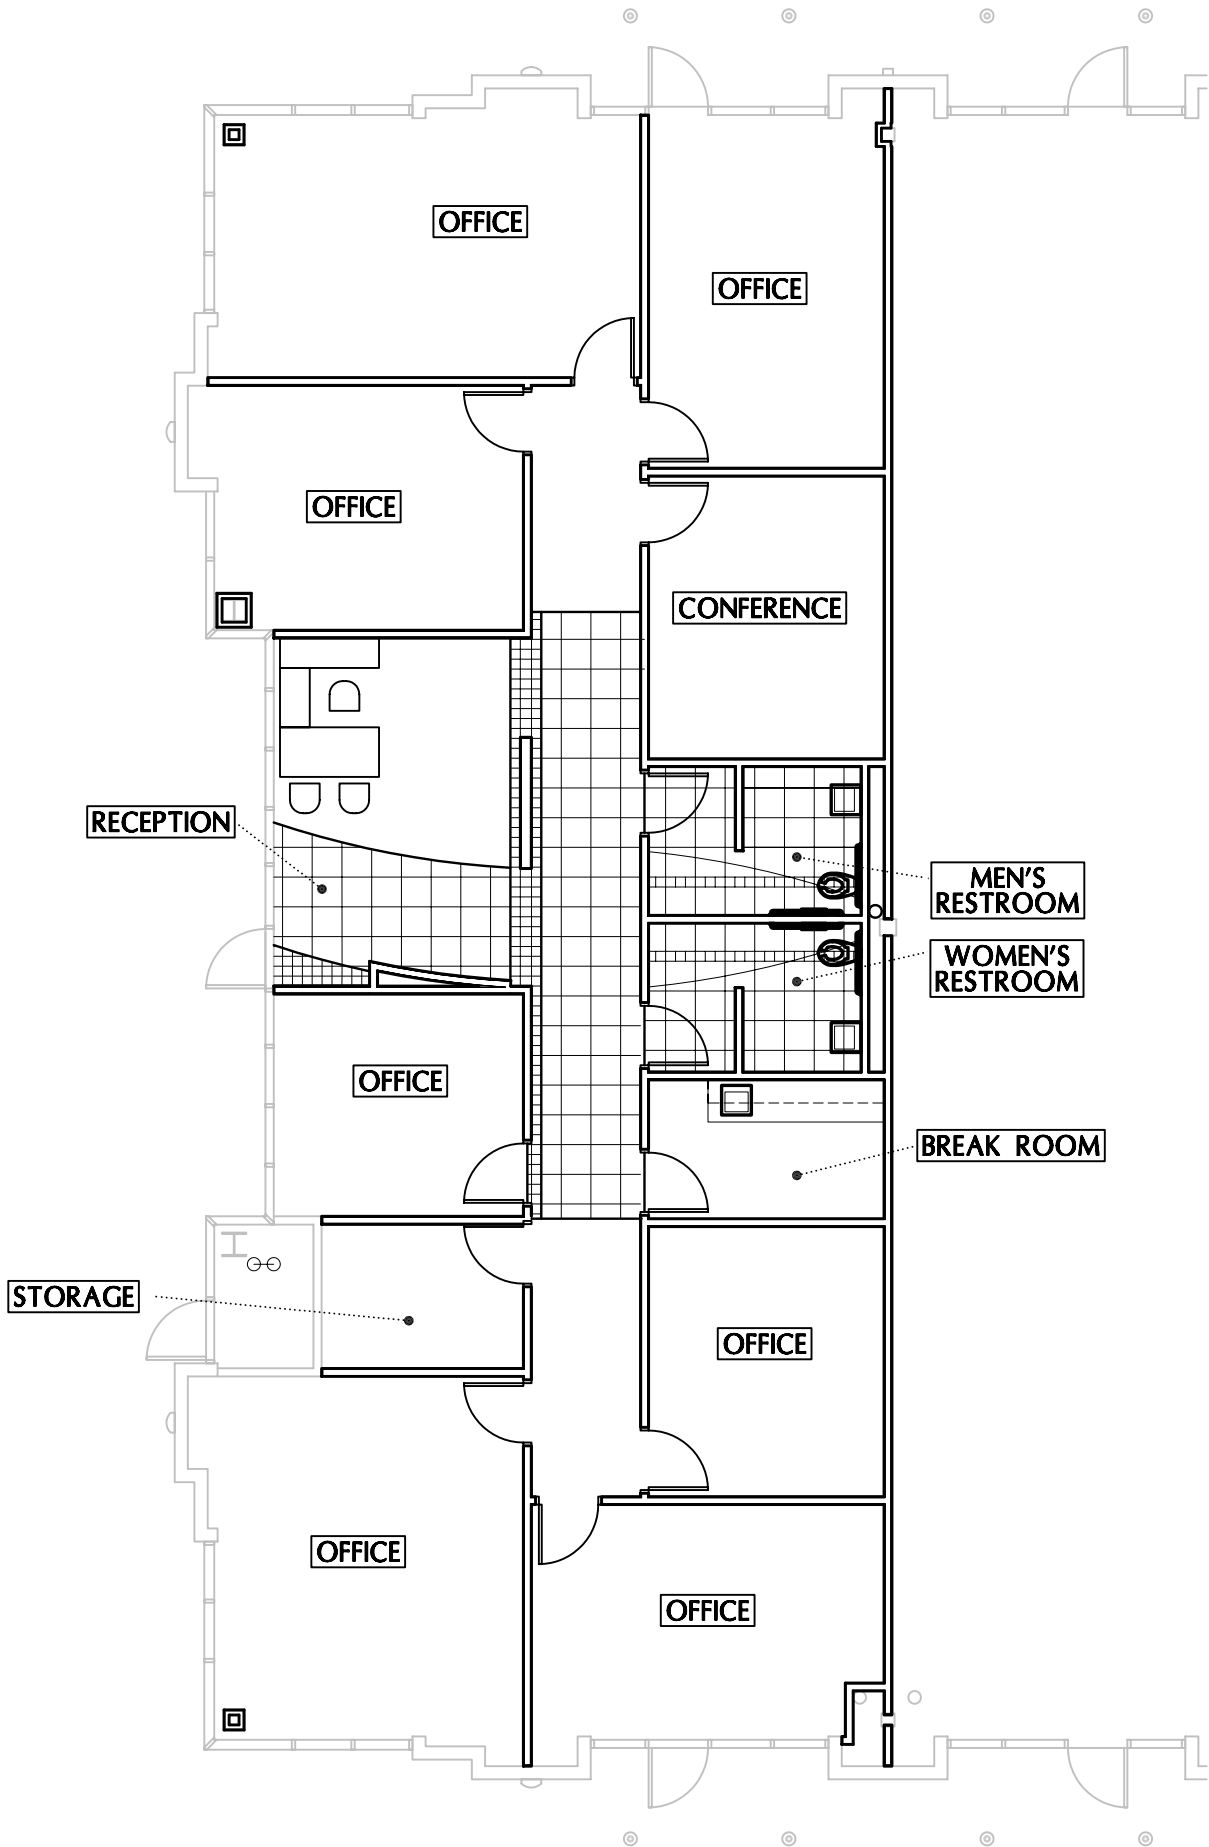 OFFICE
OFFICE
OFFICE
CONFERENCE
RECEPTION
MEN'S
RESTROOM
WOMEN'S
RESTROOM
OFFICE
BREAK ROOM
STORAGE
OFFICE
OFFICE
OFFICE